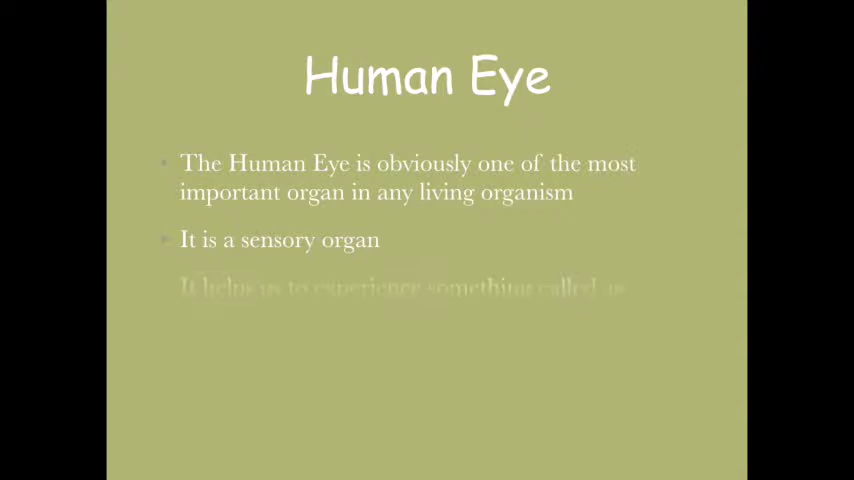 Human Eye
• The Human Eye is obviously one of the most
important organ in any living organism
• It is a sensory organ
It helps us to experience something called as